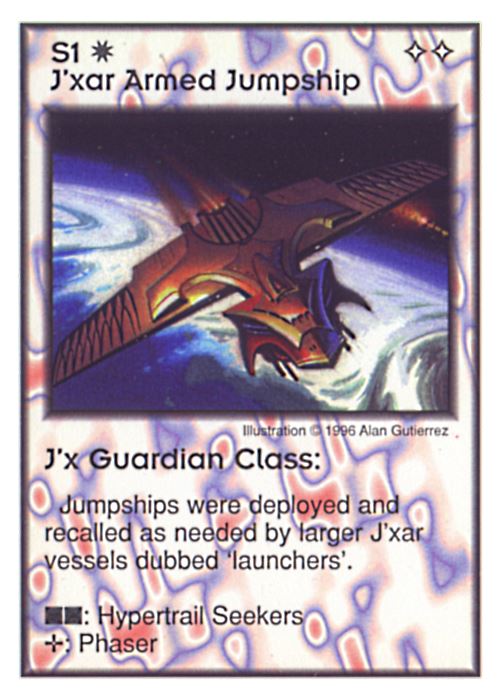 S1
J'xar Armed Jumpship
Illustration © 1996 Alan Gutierrez
J'x Guardian Class:
Jumpships were deployed and
recalled as needed by larger J'xar
vessels dubbed 'launchers'.
: Hypertrail Seekers
: Phaser